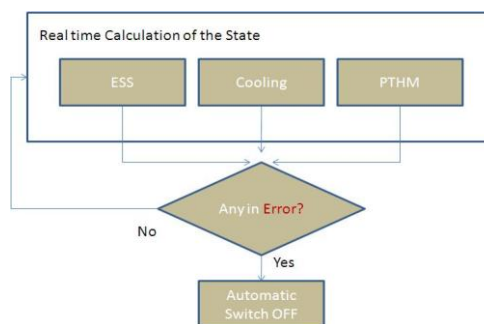 Real time Calculation of the State
ESS
Cooling
PTHM
Any in Error?
No
Yes
Automatic
Switch OFF